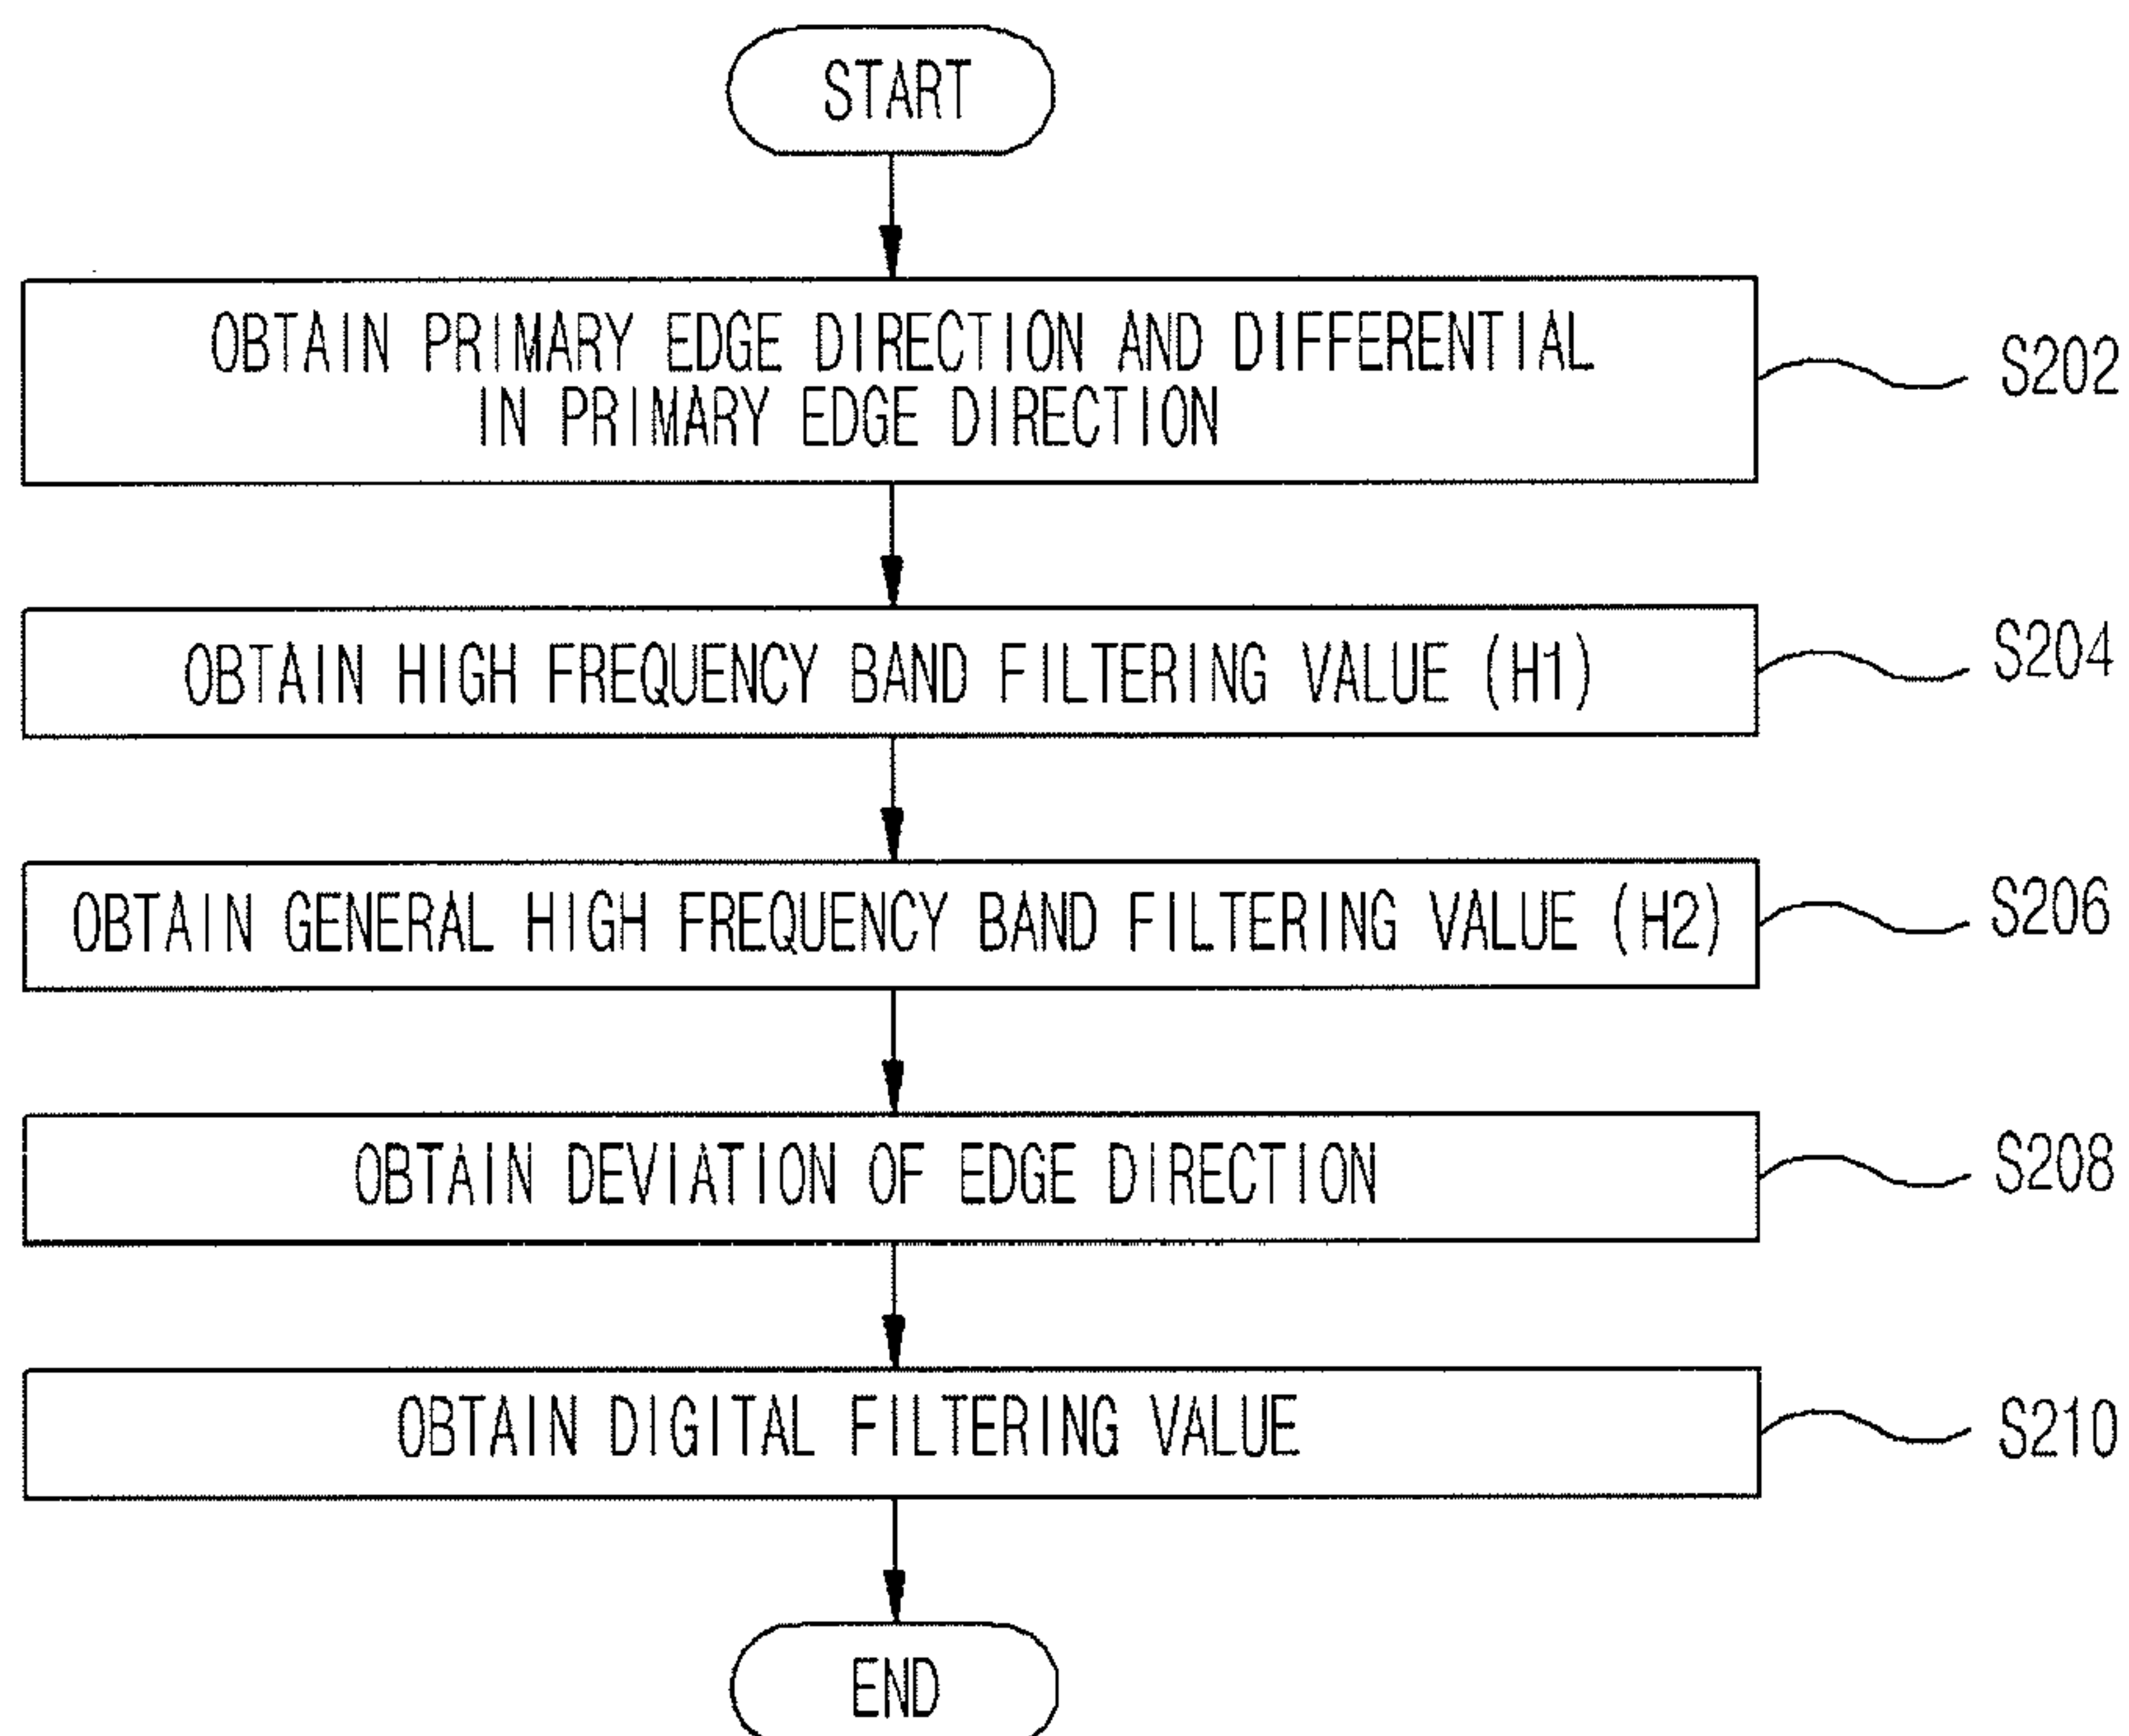 START
OBTAIN PRIMARY EDGE DIRECTION AND DIFFERENTIAL
IN PRIMARY EDGE DIRECTION
S202
OBTAIN HIGH FREQUENCY BAND FILTERING VALUE (H1)
S204
OBTAIN GENERAL HIGH FREQUENCY BAND FILTERING VALUE (H2)
S206
OBTAIN DEVIATION OF EDGE DIRECTION
S208
OBTAIN DIGITAL FILTERING VALUE
S210
END